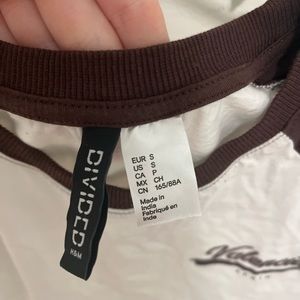 DIVIDED
H&M
EUR S
US S
CA P
MX CH
CN 165/88A
Made in
India
Fabriqué en
Inde